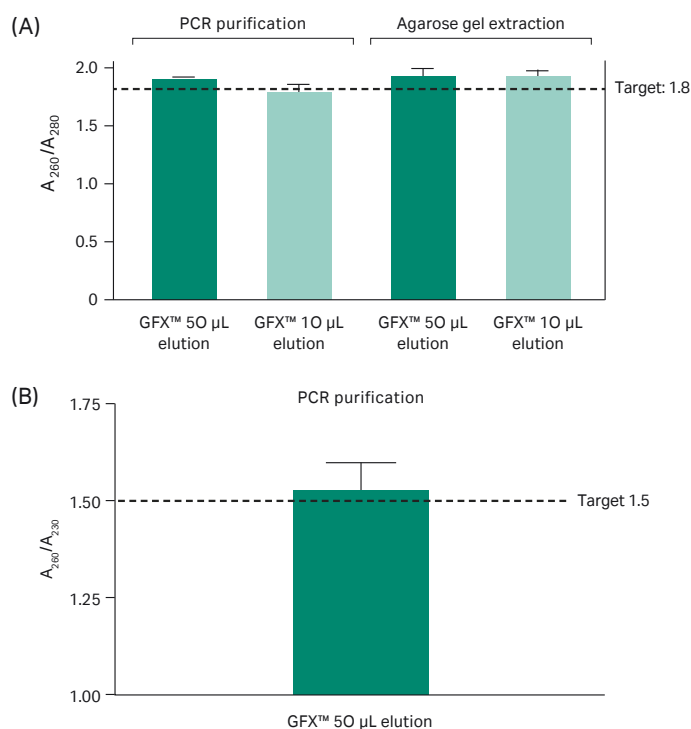 (A)
PCR purification
Agarose gel extraction
2.0
1.5
1.0
0.5
0
A260/A280
Target: 1.8
GFX™ 50 µL
elution
GFX™ 10 µL
elution
GFX™ 50 µL
elution
GFX™ 10 µL
elution
(B)
PCR purification
1.75
1.50
1.25
1.00
A260/A230
Target 1.5
GFX™ 50 µL elution